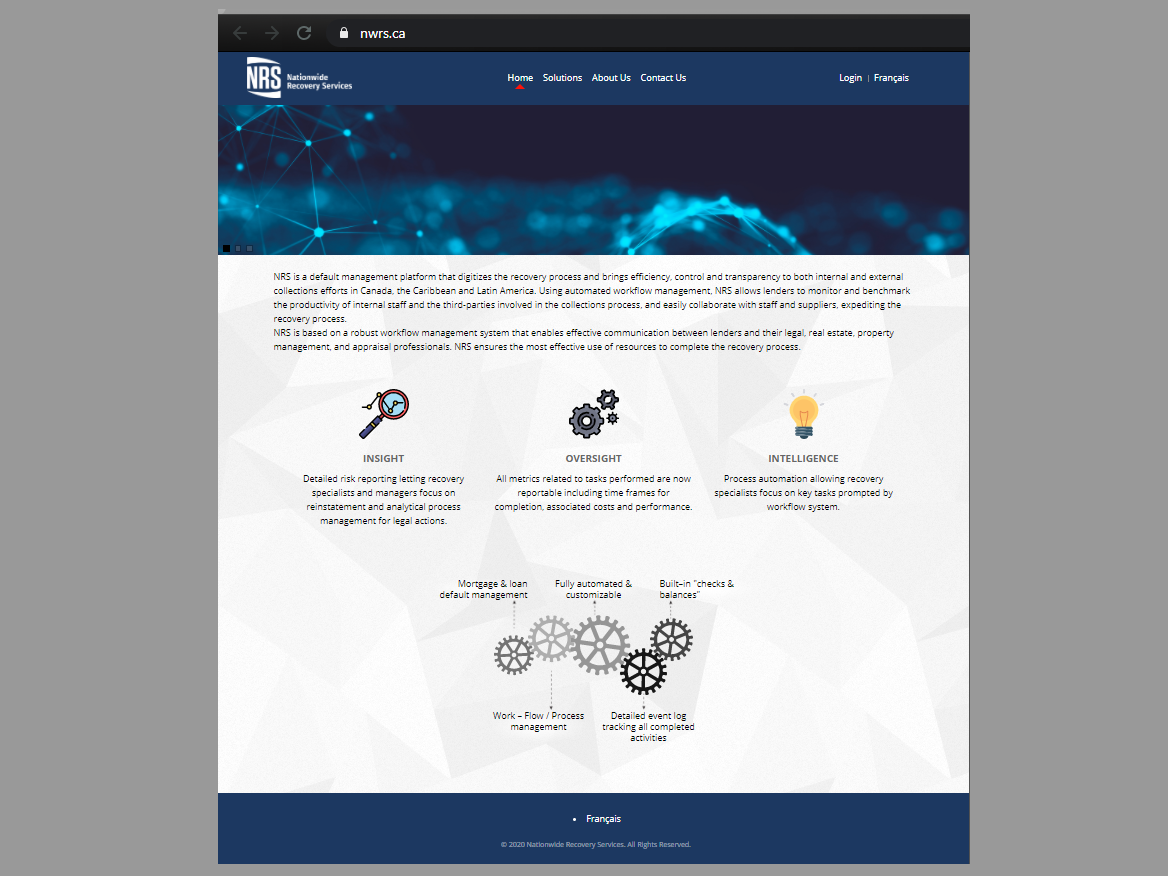 nwrs.ca
NRS Nationwide
Recovery Services
Home Solutions About Us Contact Us
Login | Français
NRS is a default management platform that digitizes the recovery process and brings efficiency, control and transparency to both internal and external
collections efforts in Canada, the Caribbean and Latin America. Using automated workflow management, NRS allows lenders to monitor and benchmark
the productivity of internal staff and the third-parties involved in the collections process, and easily collaborate with staff and suppliers, expediting the
recovery process.
NRS is based on a robust workflow management system that enables effective communication between lenders and their legal, real estate, property
management, and appraisal professionals. NRS ensures the most effective use of resources to complete the recovery process.
INSIGHT
Detailed risk reporting letting recovery
specialists and managers focus on
reinstatement and analytical process
management for legal actions.
OVERSIGHT
All metrics related to tasks performed are now
reportable including time frames for
completion, associated costs and performance.
INTELLIGENCE
Process automation allowing recovery
specialists focus on key tasks prompted by
workflow system.
Mortgage & loan
default management
Fully automated &
customizable
Built–in "checks &
balances"
Work – Flow / Process
management
Detailed event log
tracking all completed
activities
• Français
© 2020 Nationwide Recovery Services. All Rights Reserved.